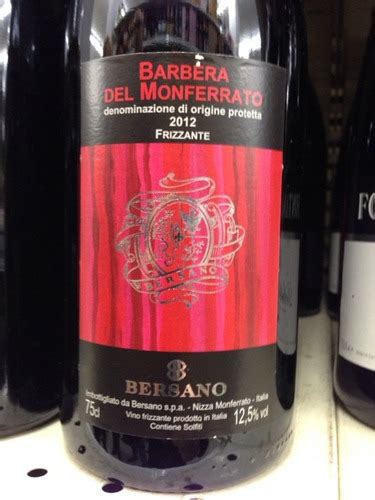 BARBERA
DEL MONFERRATO
denominazione di origine protetta
2012
FRIZZANTE
BERSANO
BERSANO
Imbottigliato da Bersano s.p.a. - Nizza Monferrato - Italia
75cl
Vino frizzante prodotto in Italia
12,5% vol
Contiene Solfiti
FO